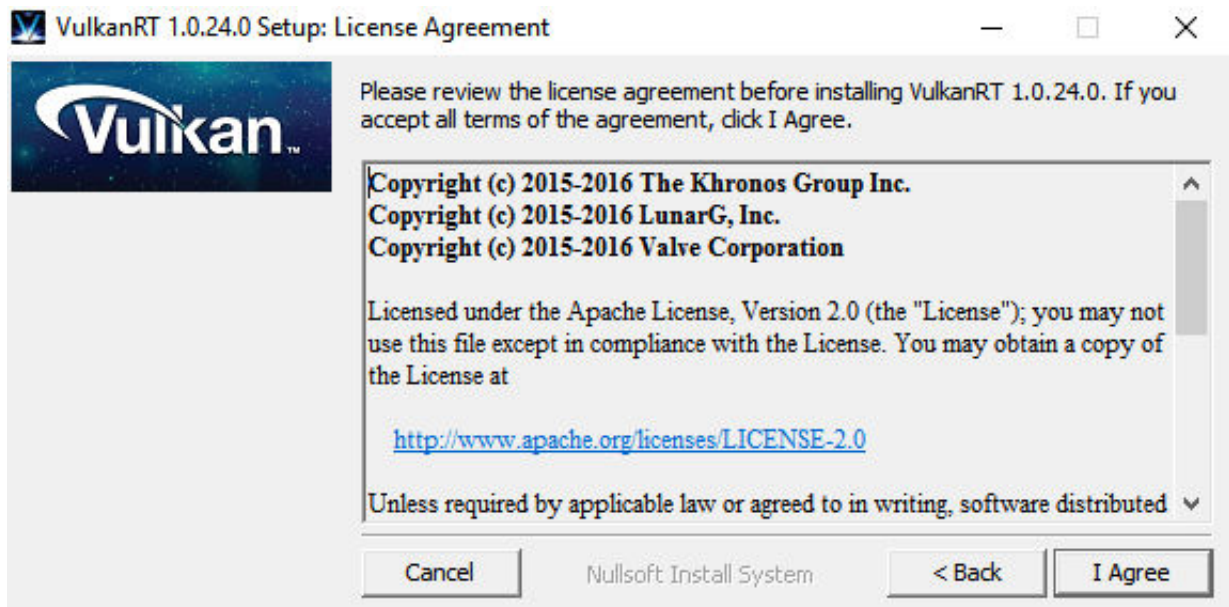 VulkanRT 1.0.24.0 Setup: License Agreement
Vulkan™
Please review the license agreement before installing VulkanRT 1.0.24.0. If you
accept all terms of the agreement, click I Agree.
Copyright (c) 2015-2016 The Khronos Group Inc.
Copyright (c) 2015-2016 LunarG, Inc.
Copyright (c) 2015-2016 Valve Corporation
Licensed under the Apache License, Version 2.0 (the "License"); you may not
use this file except in compliance with the License. You may obtain a copy of
the License at
http://www.apache.org/licenses/LICENSE-2.0
Unless required by applicable law or agreed to in writing, software distributed
Cancel
Nullsoft Install System
< Back
I Agree